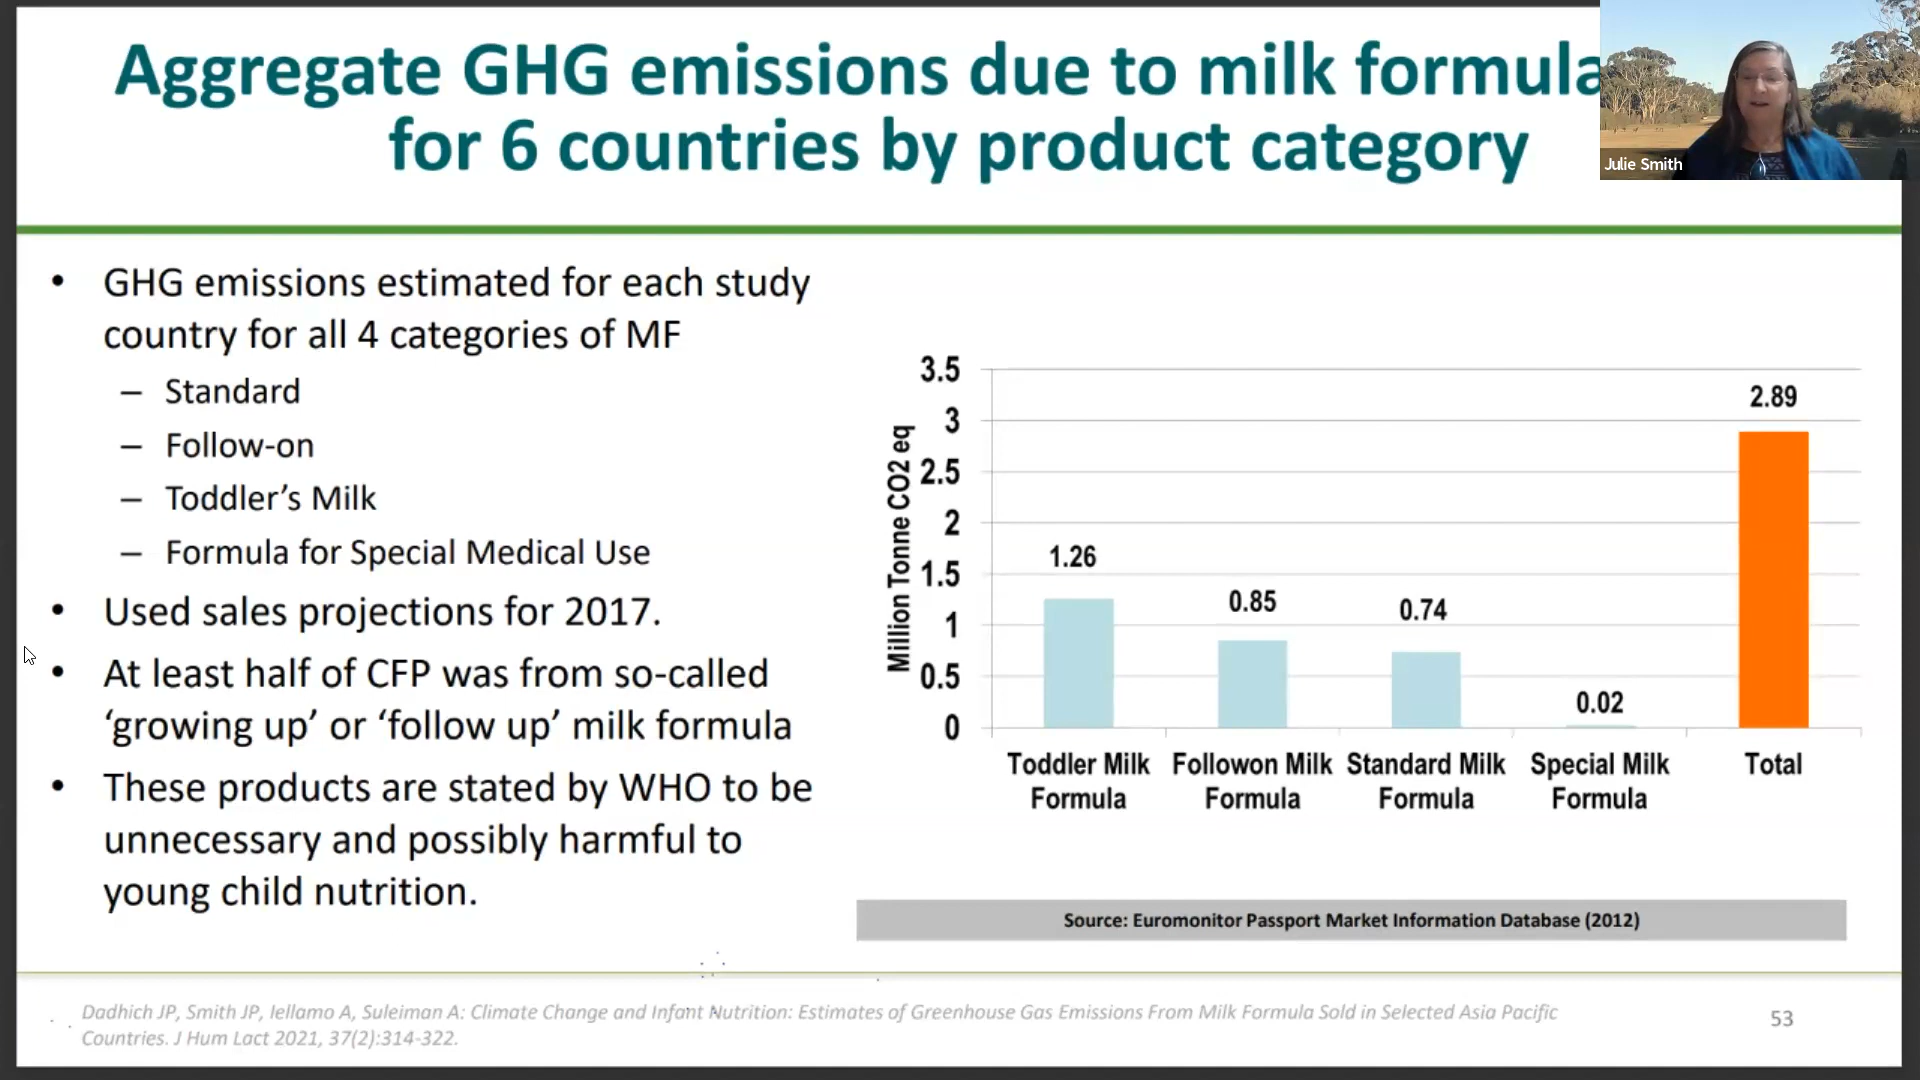 Aggregate GHG emissions due to milk formula
for 6 countries by product category
Julie Smith
• GHG emissions estimated for each study
country for all 4 categories of MF
– Standard
– Follow-on
– Toddler’s Milk
– Formula for Special Medical Use
• Used sales projections for 2017.
• At least half of CFP was from so-called
‘growing up’ or ‘follow up’ milk formula
• These products are stated by WHO to be
unnecessary and possibly harmful to
young child nutrition.
Million Tonne CO2 eq
3.5
3
2.5
2
1.5
1
0.5
0
1.26
0.85
0.74
0.02
2.89
Toddler Milk
Formula
Followon Milk
Formula
Standard Milk
Formula
Special Milk
Formula
Total
Source: Euromonitor Passport Market Information Database (2012)
Dadhich JP, Smith JP, Iellamo A, Suleiman A: Climate Change and Infant Nutrition: Estimates of Greenhouse Gas Emissions From Milk Formula Sold in Selected Asia Pacific
Countries. J Hum Lact 2021, 37(2):314-322.
53